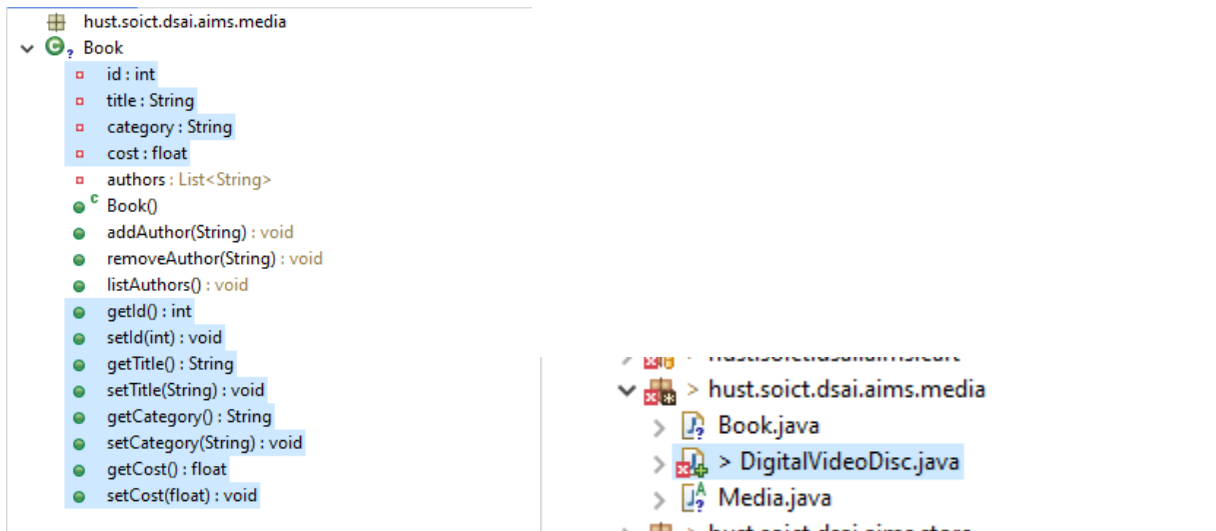 hust.soict.dsai.aims.media
Book
id : int
title : String
category : String
cost : float
authors : List<String>
Book()
addAuthor(String) : void
removeAuthor(String) : void
listAuthors() : void
getId() : int
setId(int) : void
getTitle() : String
setTitle(String) : void
getCategory() : String
setCategory(String) : void
getCost() : float
setCost(float) : void
> hust.soict.dsai.aims.media
Book.java
> DigitalVideoDisc.java
Media.java